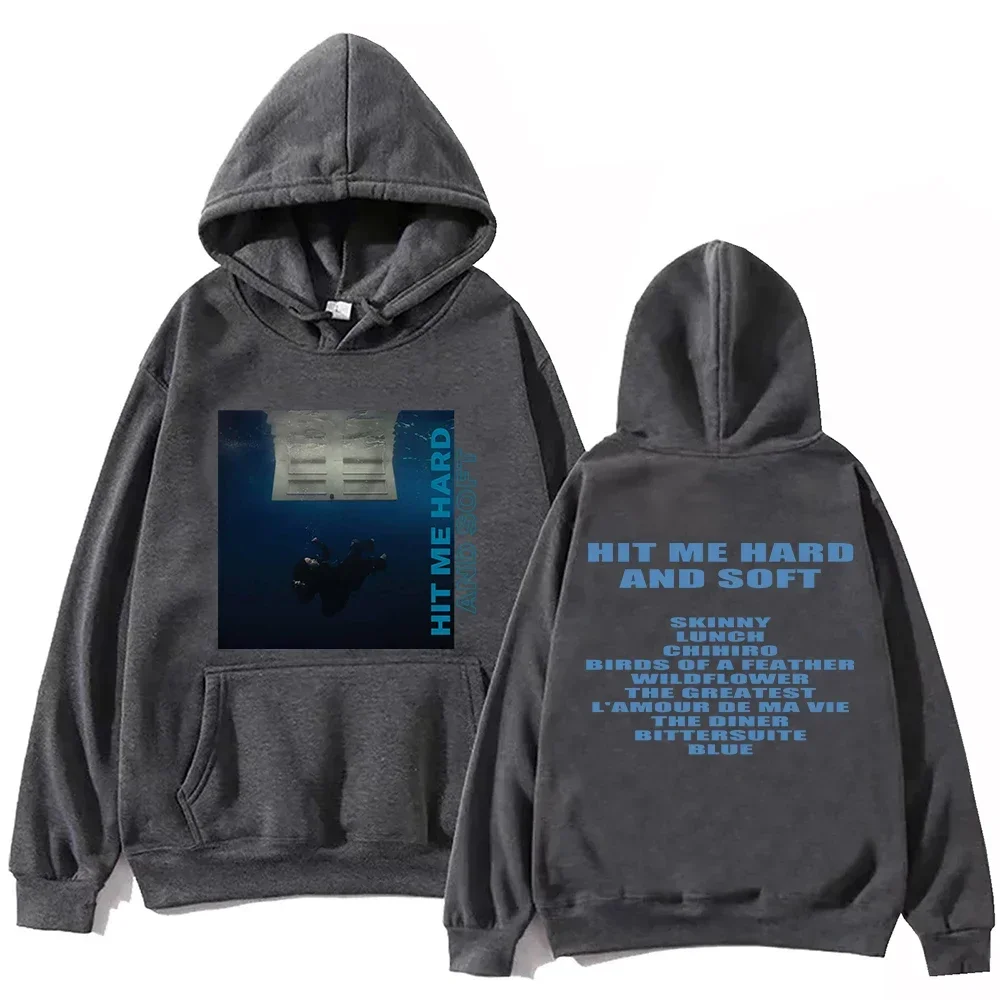 HIT ME HARD
AND SOFT
HIT ME HARD
AND SOFT
SKINNY
LUNCH
CHIHIRO
BIRDS OF A FEATHER
WILDFLOWER
THE GREATEST
L'AMOUR DE MA VIE
THE DINER
BITTERSUITE
BLUE